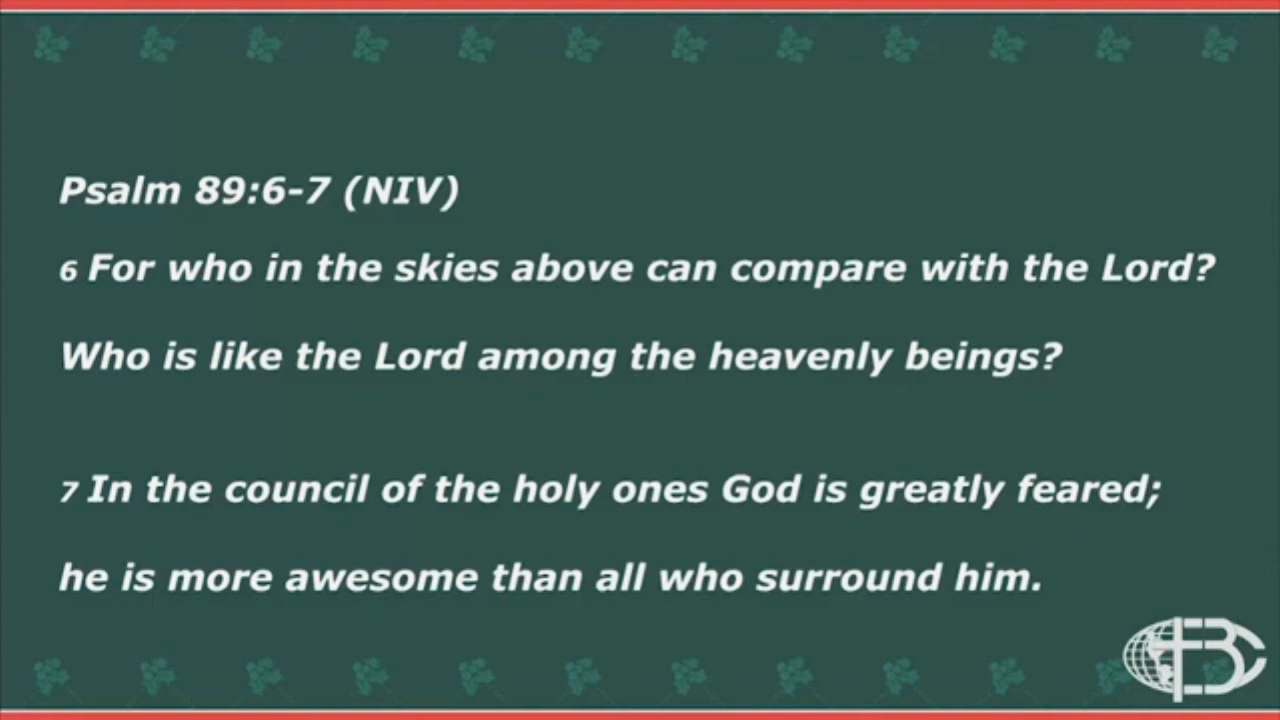 Psalm 89:6-7 (NIV)
6 For who in the skies above can compare with the Lord?
Who is like the Lord among the heavenly beings?
7 In the council of the holy ones God is greatly feared;
he is more awesome than all who surround him.
FBC